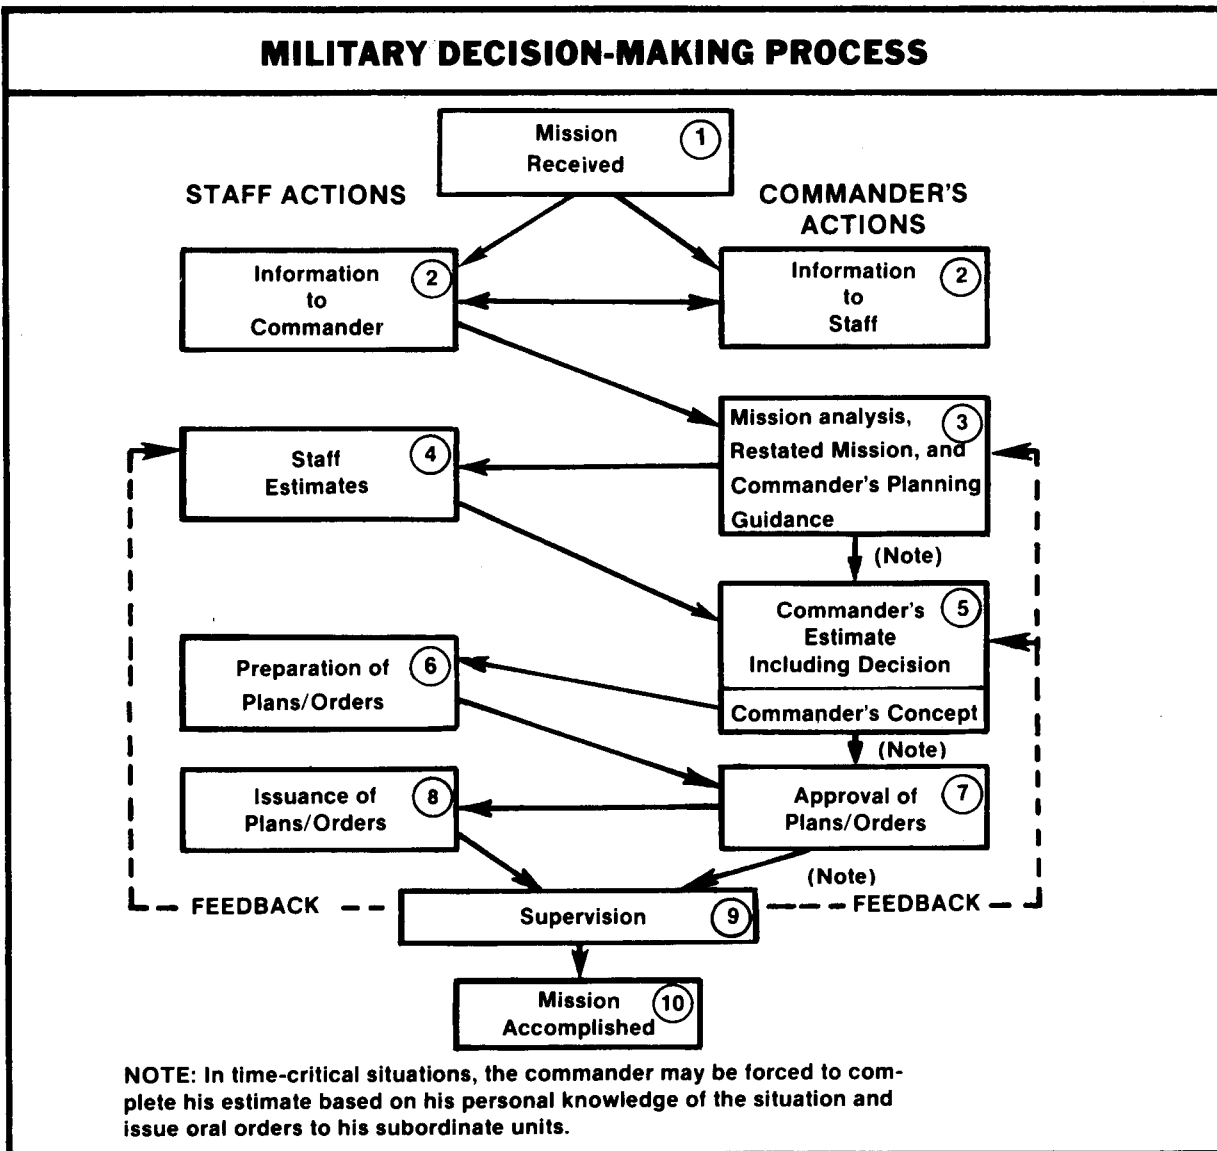 MILITARY DECISION-MAKING PROCESS
Mission
Received
1
STAFF ACTIONS
COMMANDER'S
ACTIONS
Information
to
Commander
2
Information
to
Staff
2
Mission analysis,
Restated Mission, and
Commander's Planning
Guidance
3
Staff
Estimates
4
(Note)
Commander's
Estimate
Including Decision
5
Commander's Concept
Preparation of
Plans/Orders
6
(Note)
Approval of
Plans/Orders
7
Issuance of
Plans/Orders
8
(Note)
FEEDBACK
Supervision
9
FEEDBACK
Mission
Accomplished
10
NOTE: In time-critical situations, the commander may be forced to com-
plete his estimate based on his personal knowledge of the situation and
issue oral orders to his subordinate units.